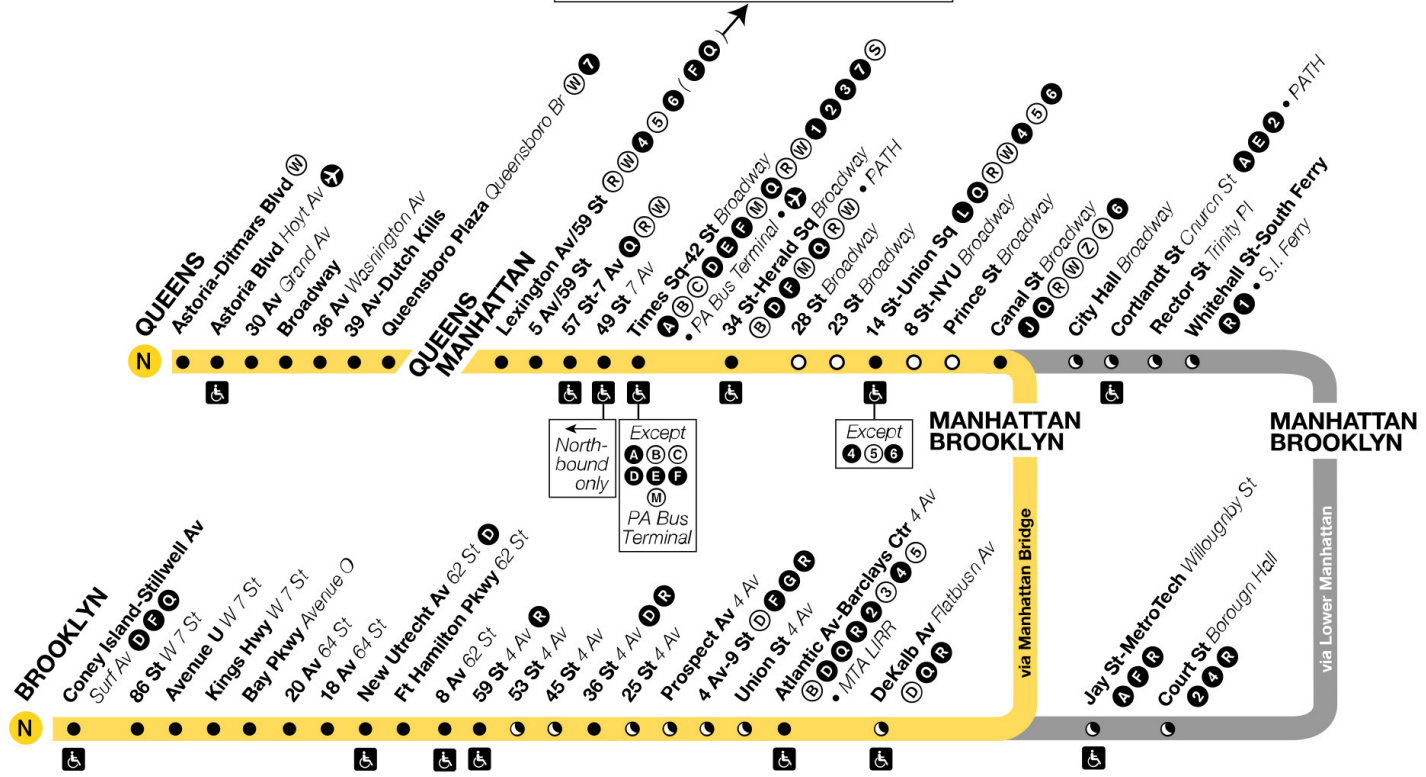 QUEENS
Astoria-Ditmars Blvd W
Astoria Blvd Hoyt Av
30 Av Grand Av
Broadway
36 Av Washington Av
39 Av-Dutch Kills
Queensboro Plaza Queensboro Br W 7
QUEENS
MANHATTAN
Lexington Av/59 St R W 4 5 6 ( F Q )
5 Av/59 St
57 St-7 Av Q R W
49 St 7 Av
Times Sq-42 St Broadway
A B C D E F M Q R W 1 2 3 7 S
• PA Bus Terminal •
34 St-Herald Sq Broadway
B D F M Q R W • PATH
28 St Broadway
23 St Broadway
14 St-Union Sq L Q R W 4 5 6
8 St-NYU Broadway
Prince St Broadway
Canal St Broadway
J Q R W Z 4 6
City Hall Broadway
Cortlandt St Church St A E 2 • PATH
Rector St Trinity Pl
Whitehall St-South Ferry
R 1 • S.I. Ferry
N
North-
bound
only
Except
A B C
D E F
M
PA Bus
Terminal
Except
4 5 6
MANHATTAN
BROOKLYN
MANHATTAN
BROOKLYN
via Manhattan Bridge
via Lower Manhattan
BROOKLYN
Coney Island-Stillwell Av
Surf Av D F Q
86 St W 7 St
Avenue U W 7 St
Kings Hwy W 7 St
Bay Pkwy Avenue O
20 Av 64 St
18 Av 64 St
New Utrecht Av 62 St D
Ft Hamilton Pkwy 62 St
8 Av 62 St
59 St 4 Av R
53 St 4 Av
45 St 4 Av
36 St 4 Av D R
25 St 4 Av
Prospect Av 4 Av
4 Av-9 St D F G R
Union St 4 Av
Atlantic Av-Barclays Ctr 4 Av
B D Q R 2 3 4 5
• MTA LIRR
DeKalb Av Flatbush Av
D Q R
Jay St-MetroTech Willoughby St
A F R
Court St Borough Hall
2 4 R
N